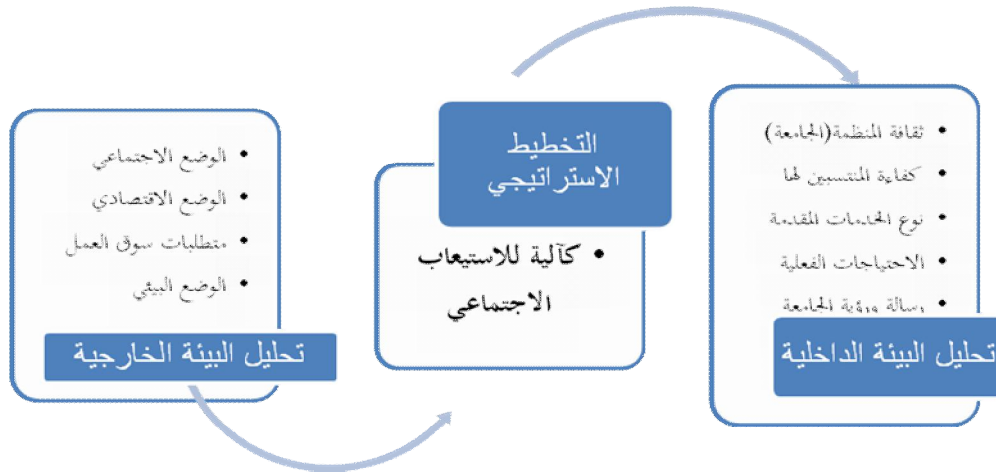 ثقافة المنظمة(الجامعة)
كفاءة المنتسبين لها
نوع الخدمات المقدمة
الاحتياجات الفعلية
رسالة ورؤية الجامعة
تحليل البيئة الداخلية
التخطيط
الاستراتيجي
كآلية للاستيعاب
الاجتماعي
الوضع الاجتماعي
الوضع الاقتصادي
متطلبات سوق العمل
الوضع البيئي
تحليل البيئة الخارجية